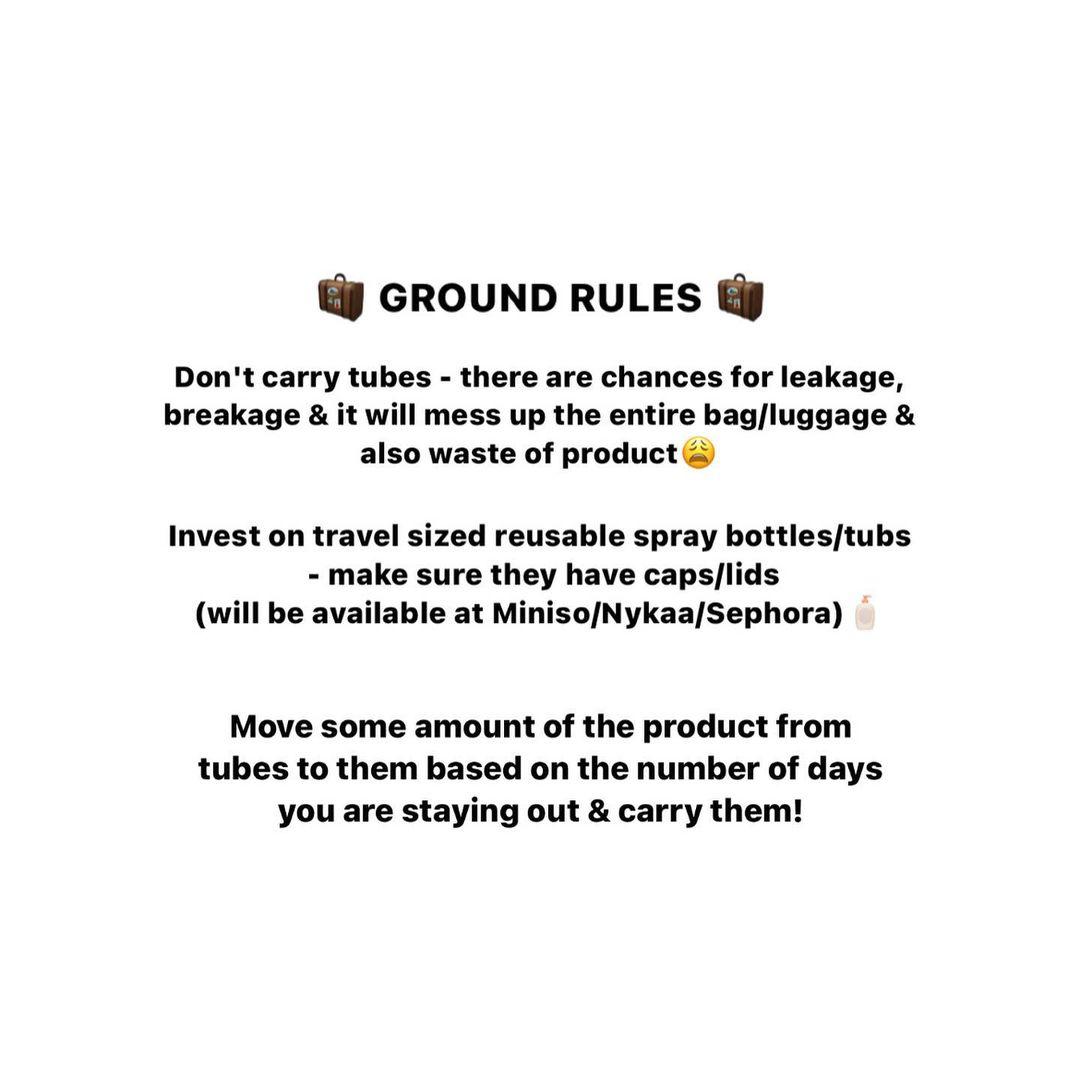 🧳 GROUND RULES 🧳
Don't carry tubes - there are chances for leakage,
breakage & it will mess up the entire bag/luggage &
also waste of product😩
Invest on travel sized reusable spray bottles/tubs
- make sure they have caps/lids
(will be available at Miniso/Nykaa/Sephora) 🧴
Move some amount of the product from
tubes to them based on the number of days
you are staying out & carry them!